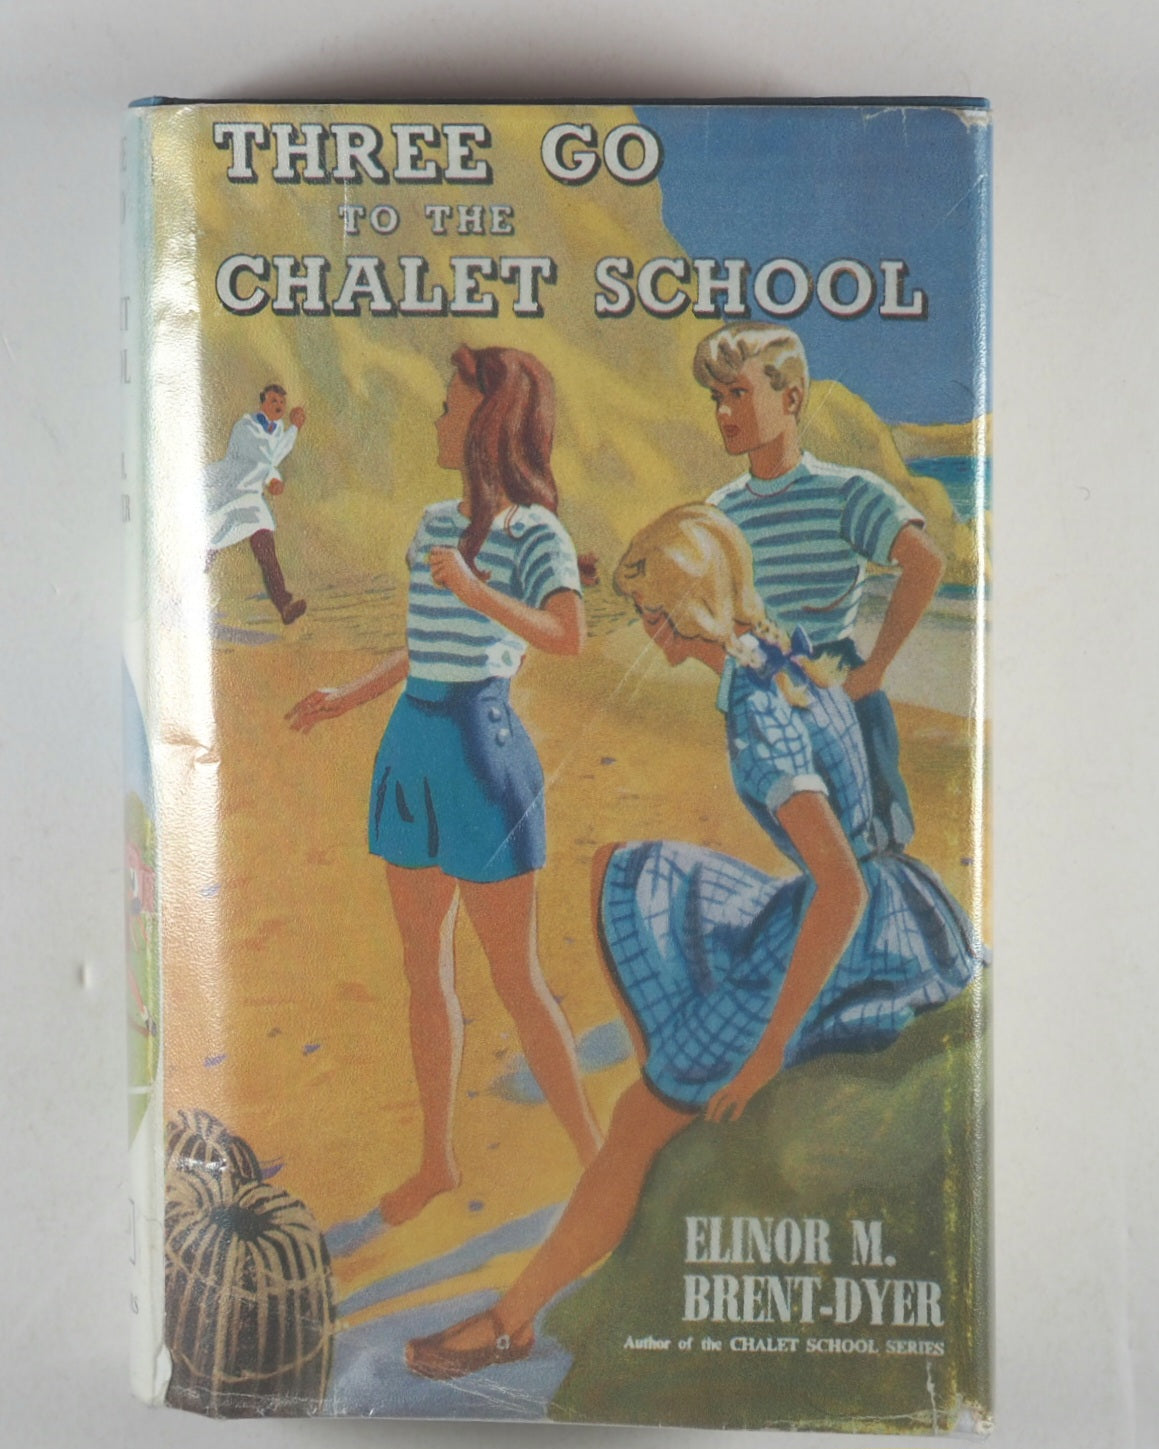 THREE GO
TO THE
CHALET SCHOOL
ELINOR M.
BRENT-DYER
Author of the CHALET SCHOOL SERIES